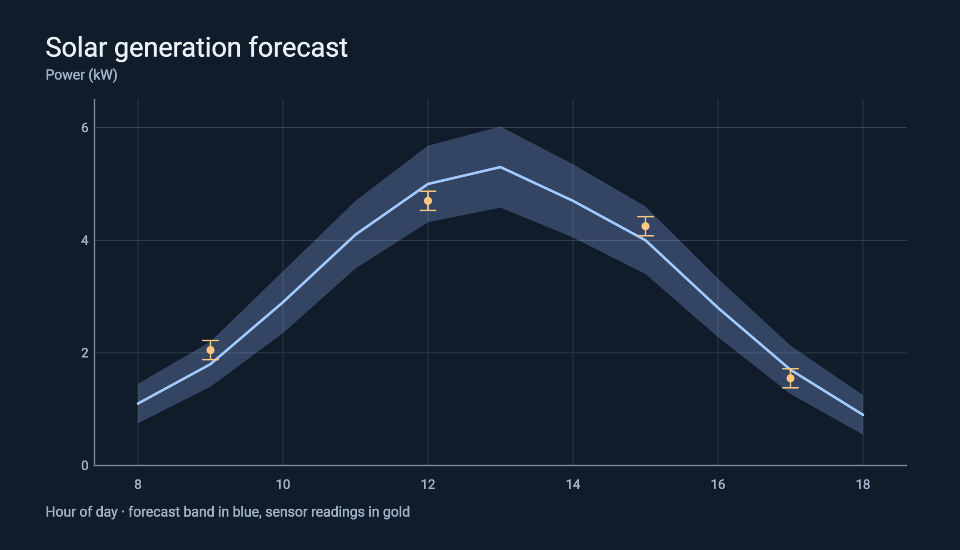 Solar generation forecast
Power (kW)
6
4
2
0
8 10 12 14 16 18
Hour of day · forecast band in blue, sensor readings in gold